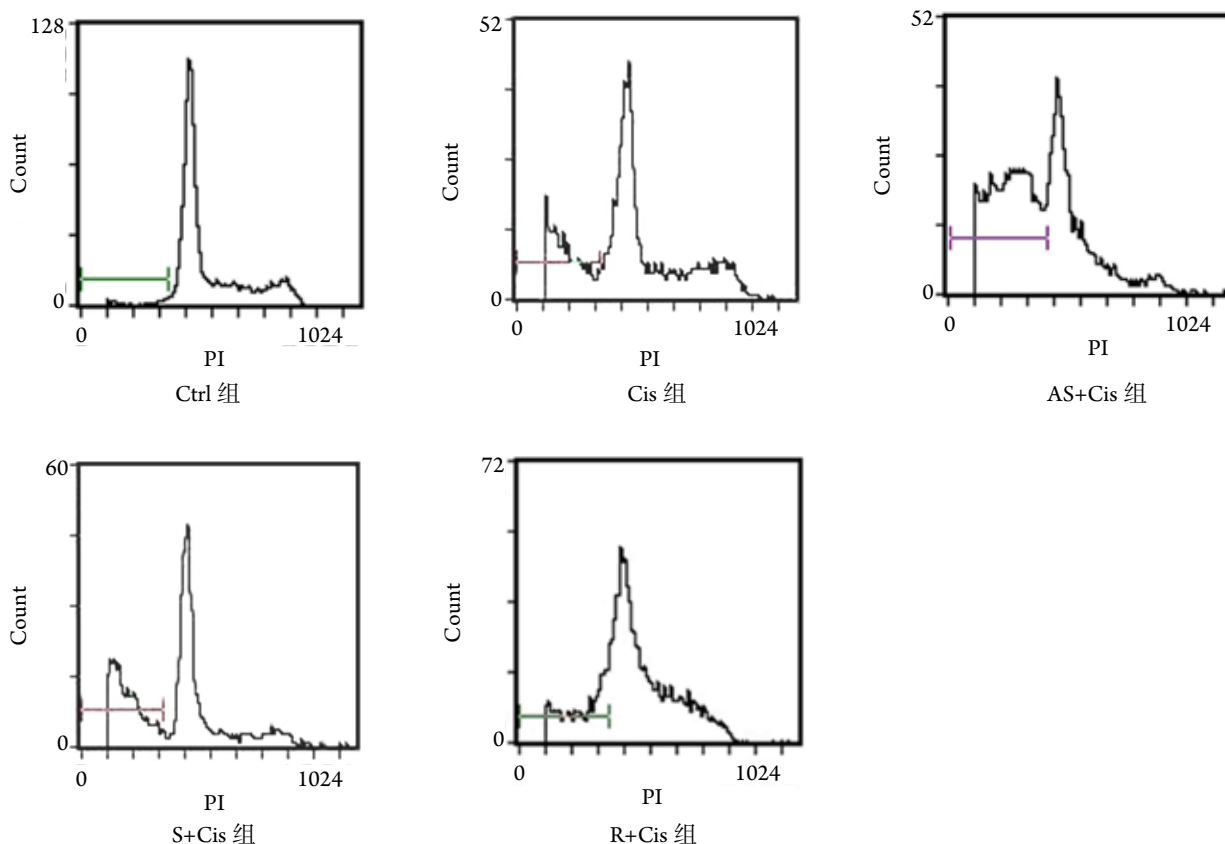 128
Count
0
0
1024
PI
Ctrl 组
52
Count
0
0
1024
PI
Cis 组
52
Count
0
0
1024
PI
AS+Cis 组
60
Count
0
0
1024
PI
S+Cis 组
72
Count
0
0
1024
PI
R+Cis 组